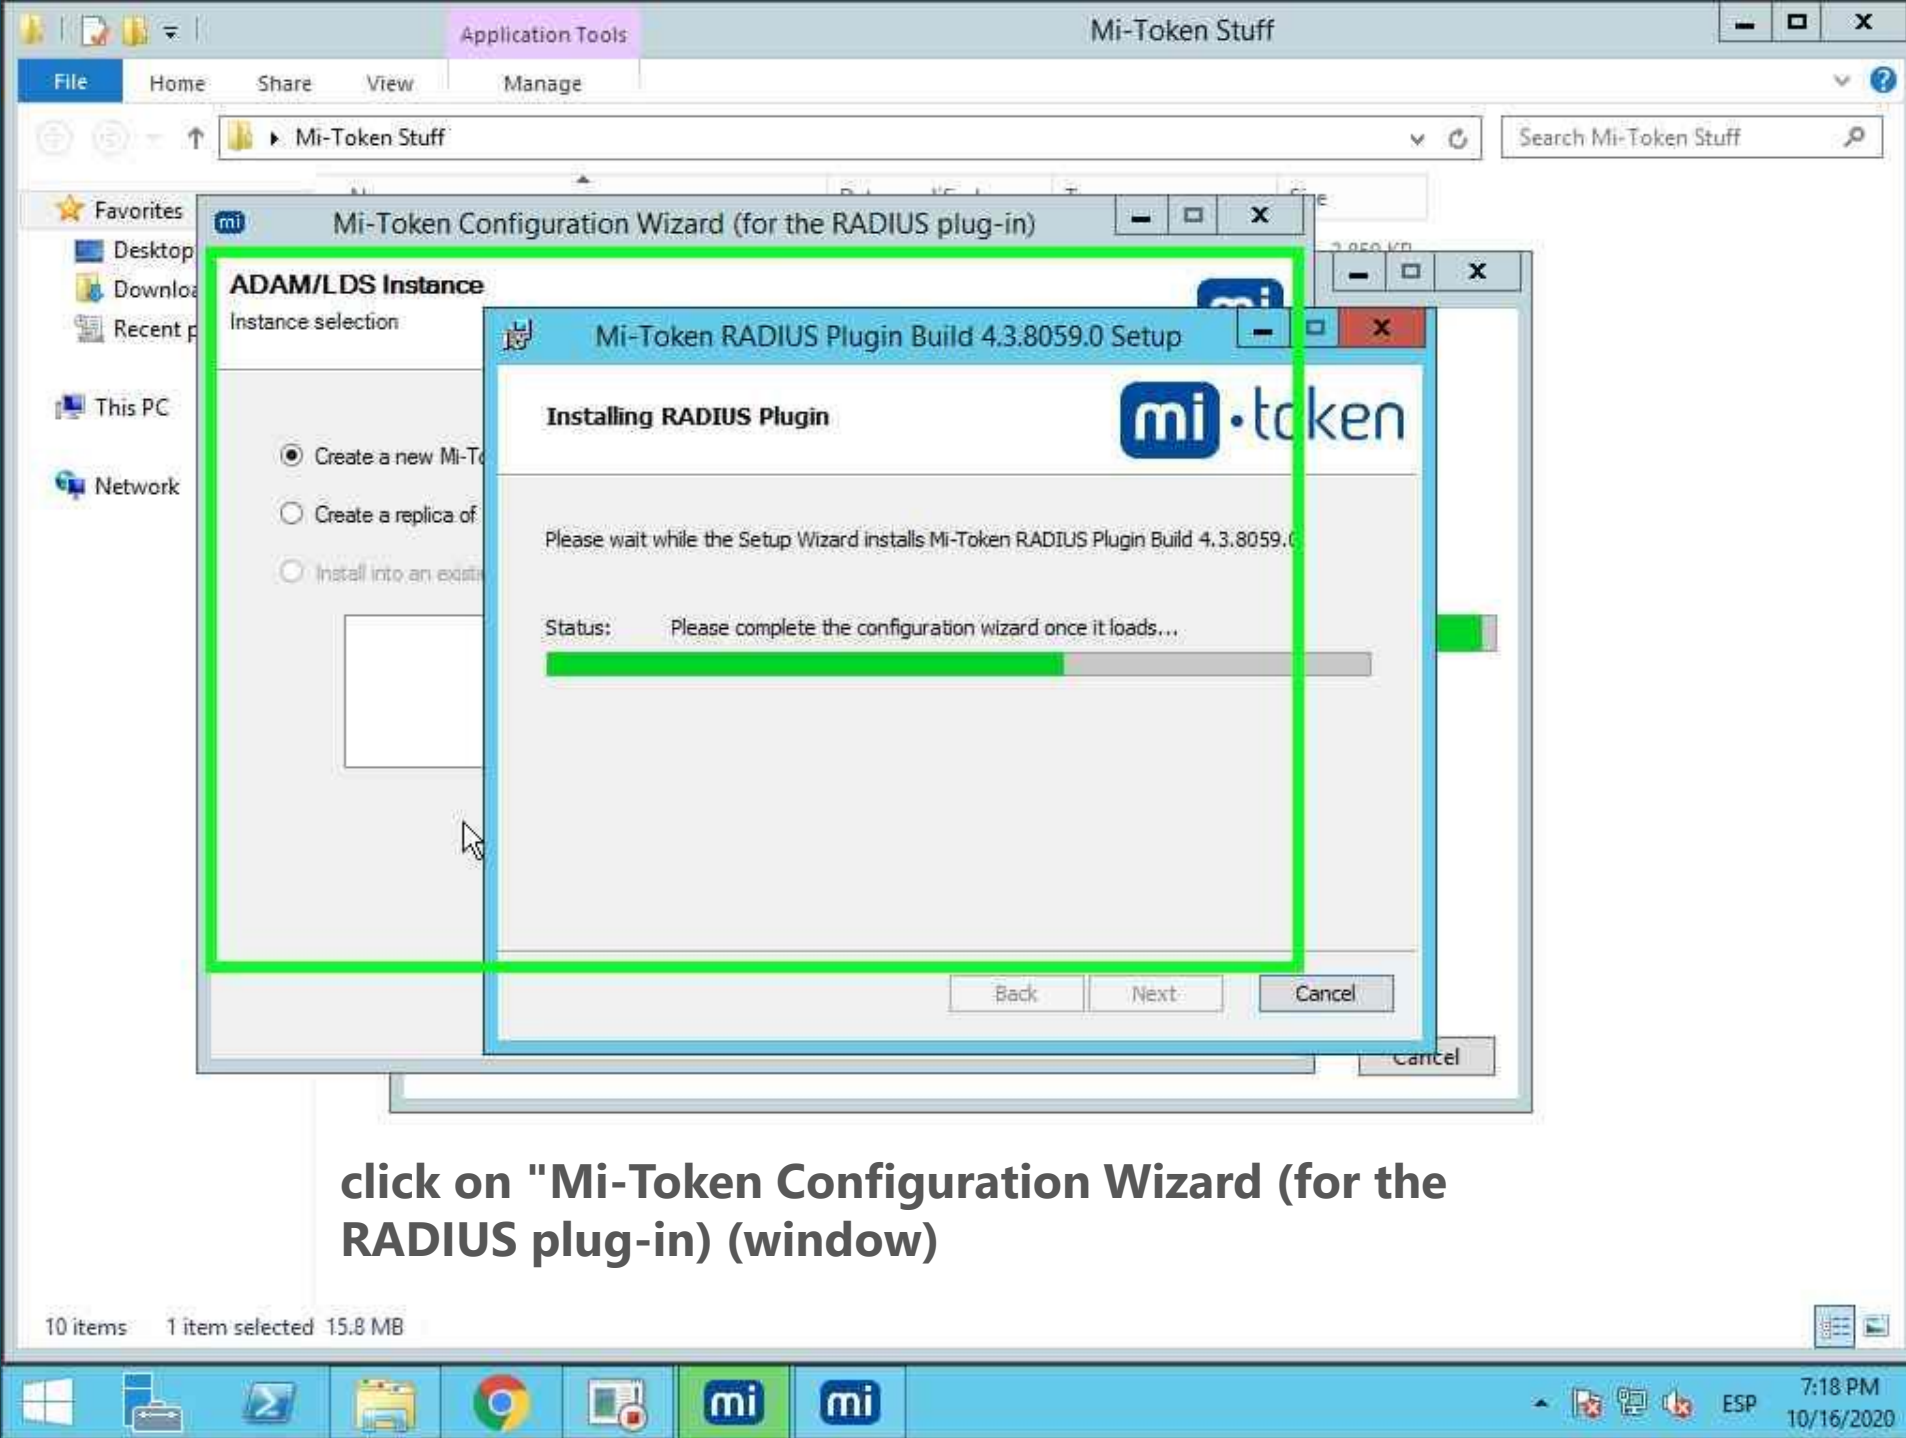 Application Tools
Mi-Token Stuff
File
Home
Share
View
Manage
Mi-Token Stuff
Search Mi-Token Stuff
Favorites
Desktop
Recent
This PC
Network
Mi-Token Configuration Wizard (for the RADIUS plug-in)
ADAM/LDS Instance
Instance selection
mi
Create a new Mi-To
Create a replica of
Install into an
Mi-Token RADIUS Plugin Build 4.3.8059.0 Setup
Installing RADIUS Plugin
mi·token
Please wait while the Setup Wizard installs Mi-Token RADIUS Plugin Build 4.3.8059.0
Status: Please complete the configuration wizard once it loads...
Back
Next
Cancel
Cancel
click on "Mi-Token Configuration Wizard (for the
RADIUS plug-in) (window)
10 items 1 item selected 15.8 MB
mi
mi
ESP
7:18 PM
10/16/2020